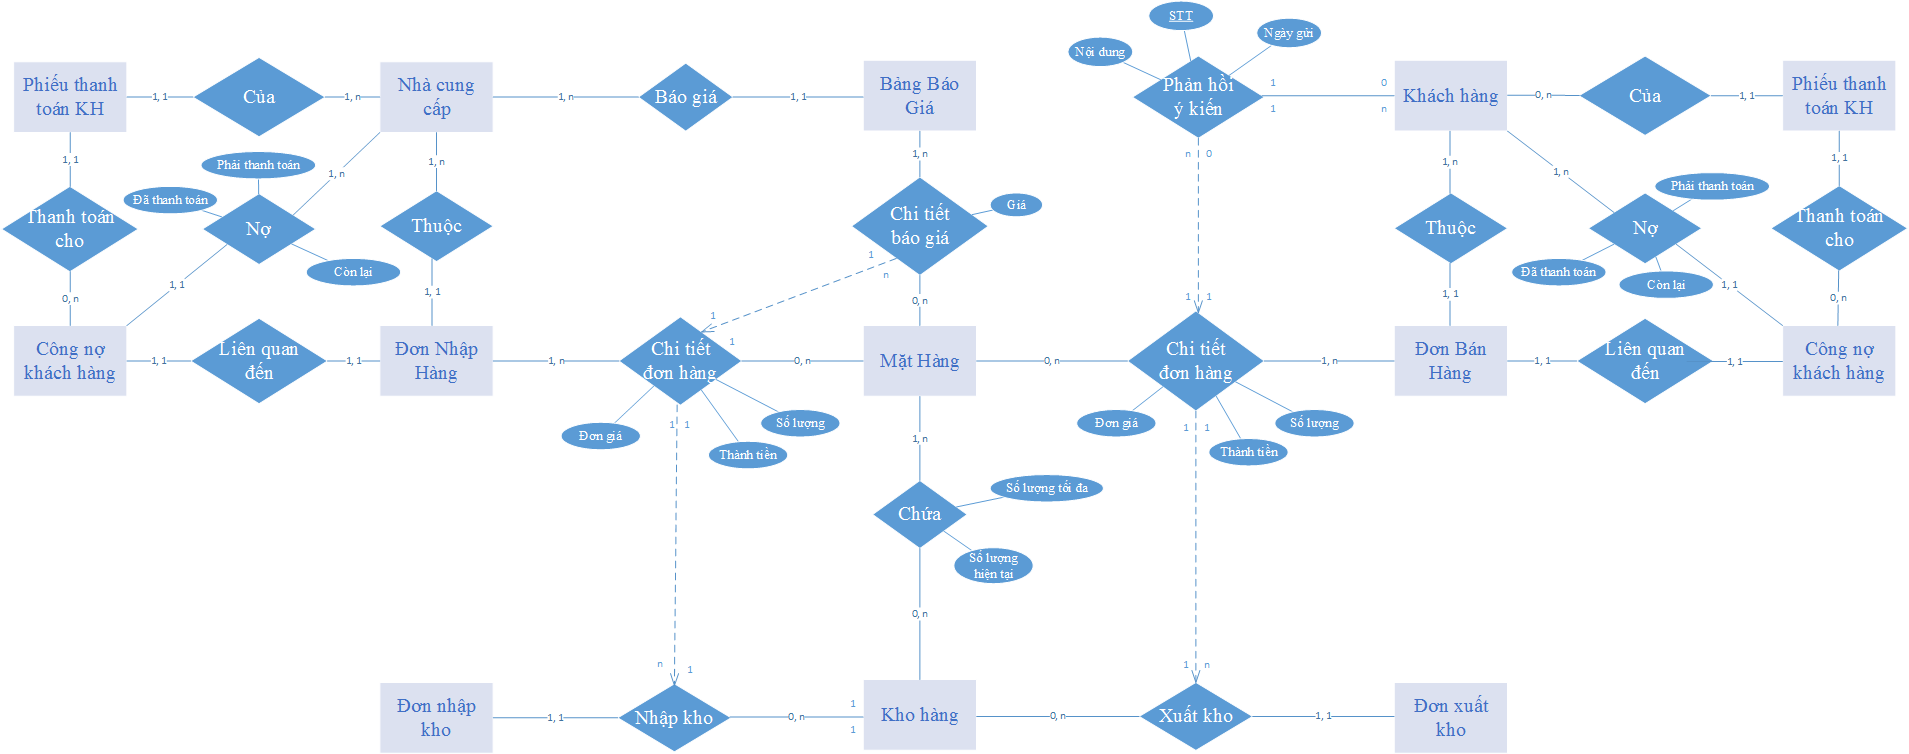 STT
Nội dung
Ngày gửi
Phiếu thanh
toán KH
1, 1
Của
1, n
Nhà cung
cấp
1, n
Báo giá
1, 1
Bảng Báo
Giá
Phản hồi
ý kiến
1
1
0
n
Khách hàng
0, n
Của
1, 1
Phiếu thanh
toán KH
1, 1
Phải thanh toán
1, n
1, n
1, n
n
0
1, n
1, n
1, 1
Đã thanh toán
Thanh toán
cho
Nợ
Còn lại
Thuộc
Chi tiết
báo giá
Giá
Thuộc
Phải thanh toán
Nợ
Đã thanh toán
Còn lại
Thanh toán
cho
0, n
1, 1
1, 1
1
n
0, n
1
1
1, 1
1, 1
0, n
1
1
Công nợ
khách hàng
1, 1
Liên quan
đến
1, 1
Đơn Nhập
Hàng
1, n
Chi tiết
đơn hàng
0, n
Mặt Hàng
0, n
Chi tiết
đơn hàng
1, n
Đơn Bán
Hàng
1, 1
Liên quan
đến
1, 1
Công nợ
khách hàng
Đơn giá
Số lượng
Thành tiền
1
1
1, n
Đơn giá
Số lượng
Thành tiền
1
1
Chứa
Số lượng tối đa
Số lượng
hiện tại
0, n
n
1
1
n
Đơn nhập
kho
1, 1
Nhập kho
0, n
1
1
Kho hàng
0, n
Xuất kho
1, 1
Đơn xuất
kho